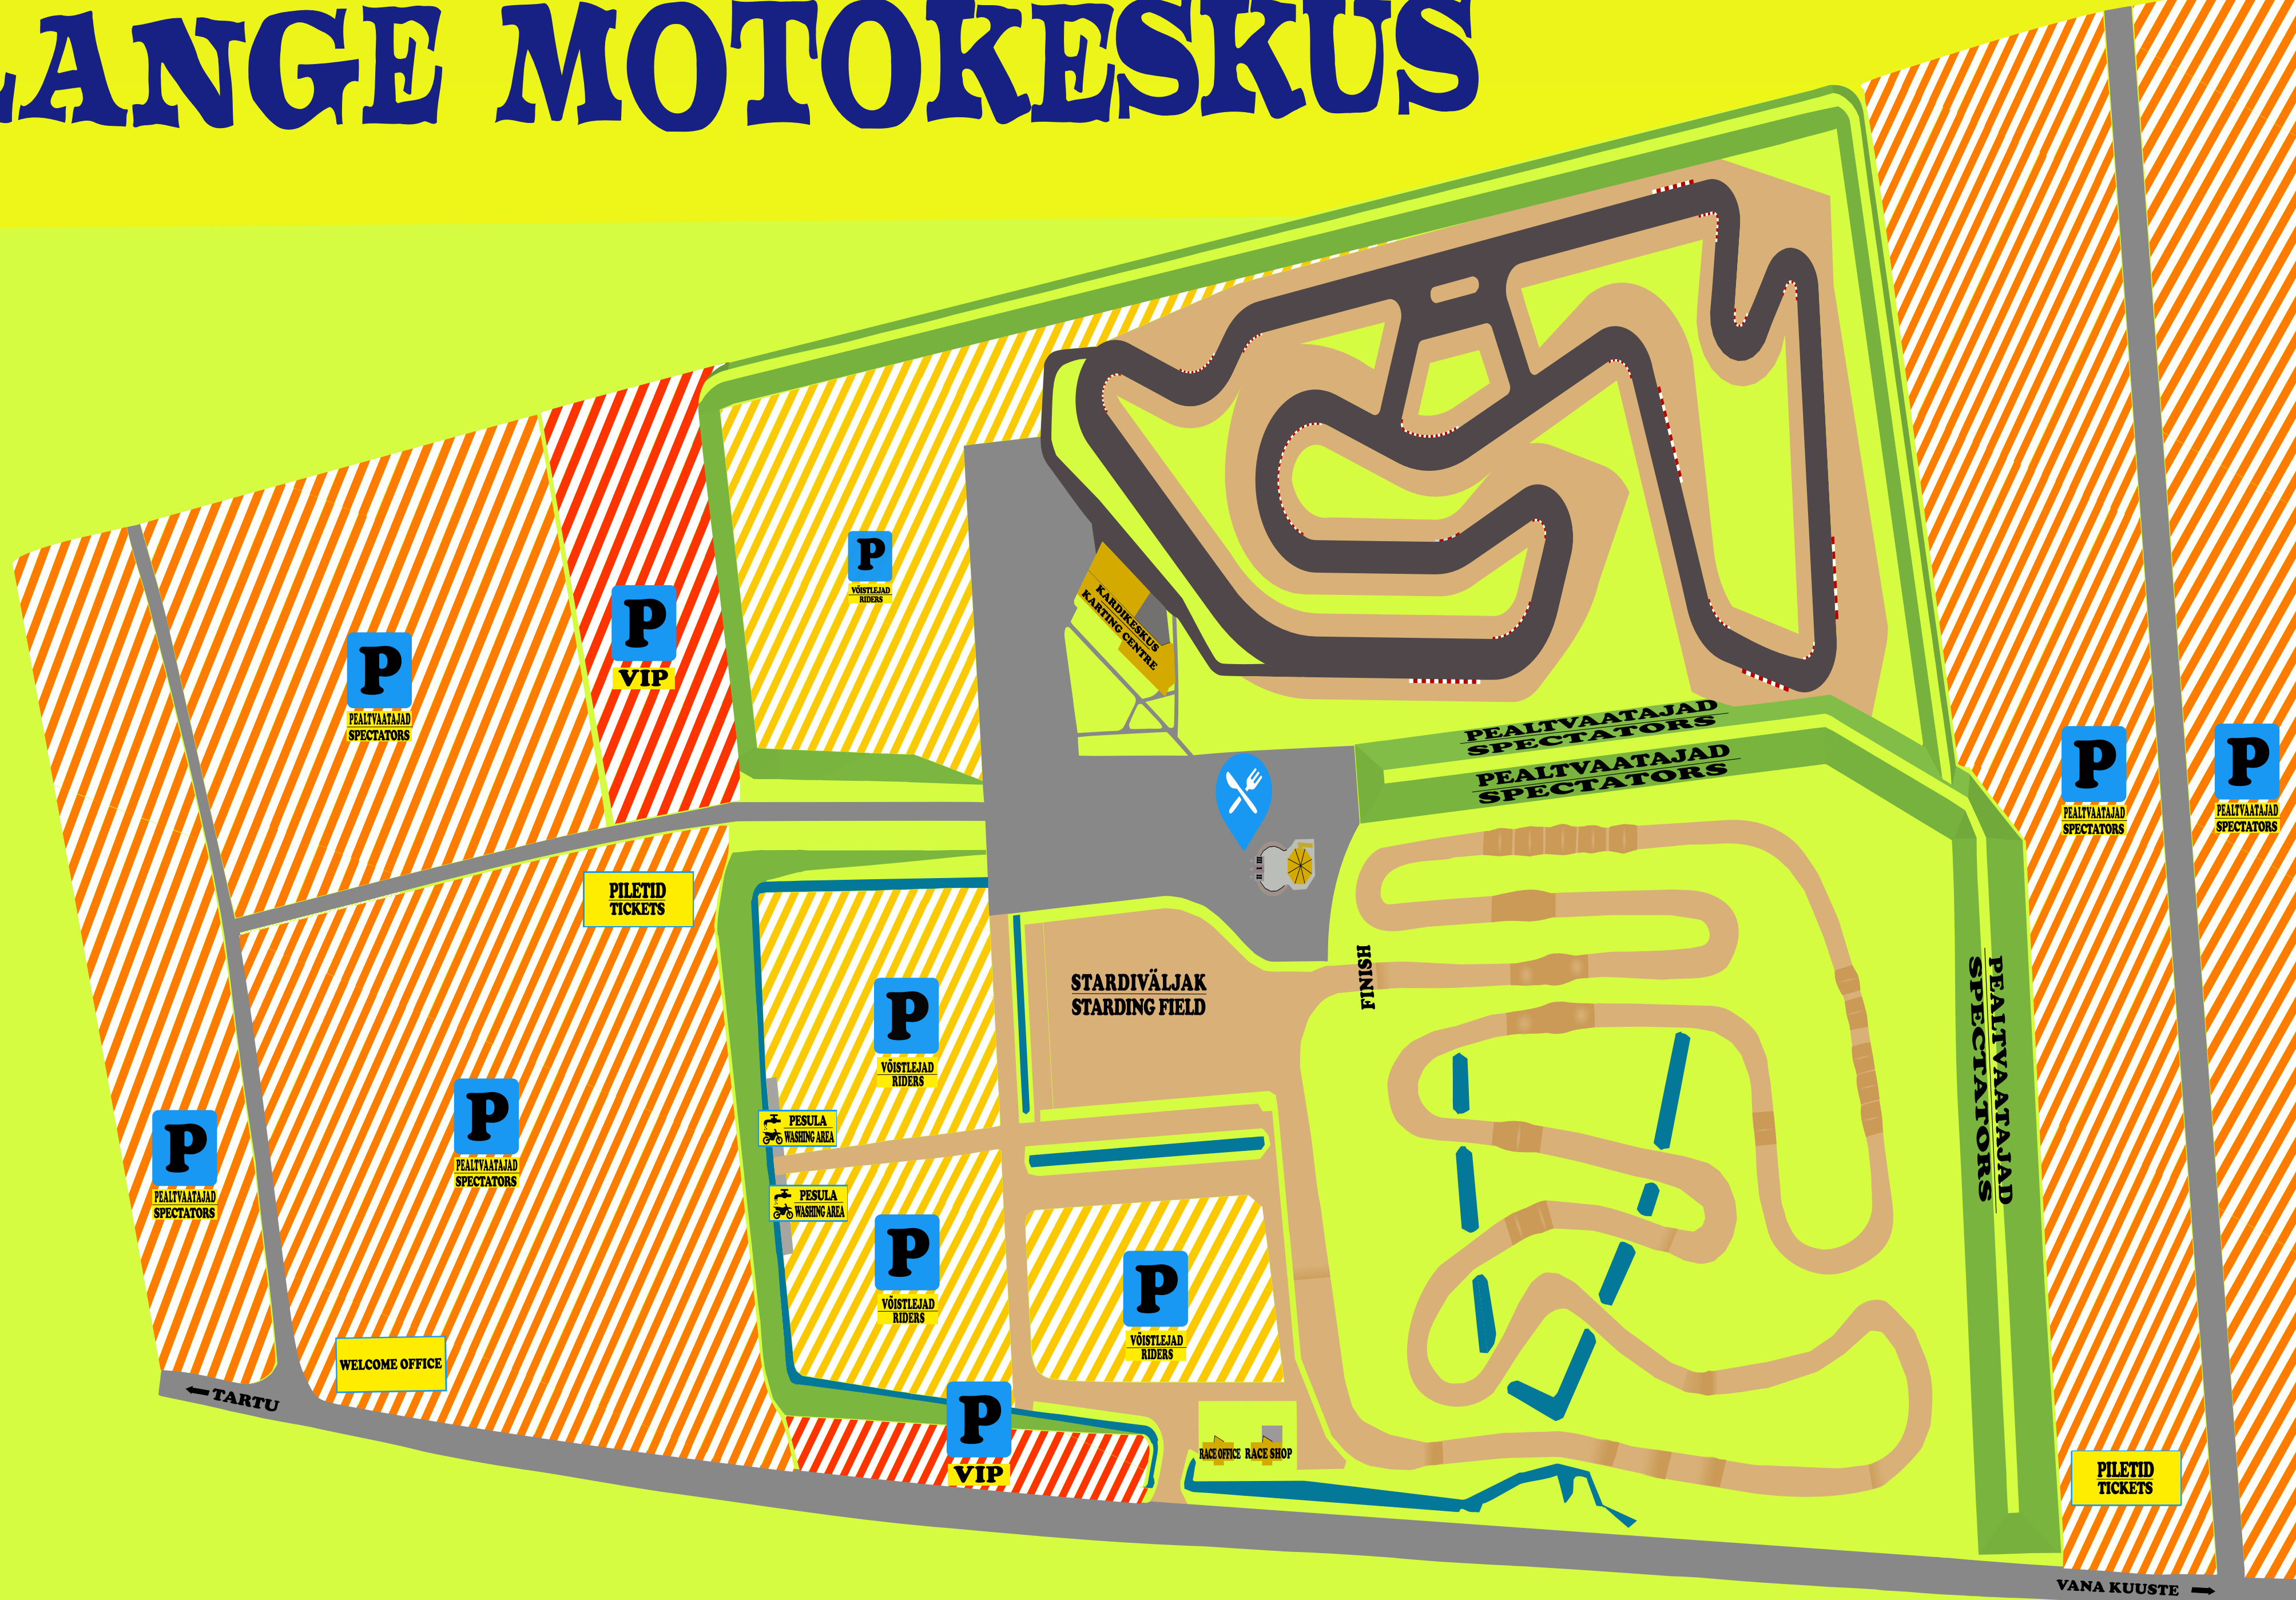 LANGE MOTOKESKUS
P
VÕISTLEJAD
RIDERS
P
VIP
P
PEALTVAATAJAD
SPECTATORS
KARDIKESKUS
KARTING CENTRE
PEALTVAATAJAD
SPECTATORS
PEALTVAATAJAD
SPECTATORS
P
PEALTVAATAJAD
SPECTATORS
P
PEALTVAATAJAD
SPECTATORS
PILETID
TICKETS
STARDIVÄLJAK
STARDING FIELD
FINISH
PEALTVAATAJAD
SPECTATORS
P
VÕISTLEJAD
RIDERS
P
PEALTVAATAJAD
SPECTATORS
P
PEALTVAATAJAD
SPECTATORS
PESULA
WASHING AREA
PESULA
WASHING AREA
P
VÕISTLEJAD
RIDERS
P
VÕISTLEJAD
RIDERS
WELCOME OFFICE
TARTU
P
VIP
RACE OFFICE
RACE SHOP
PILETID
TICKETS
VANA KUUSTE